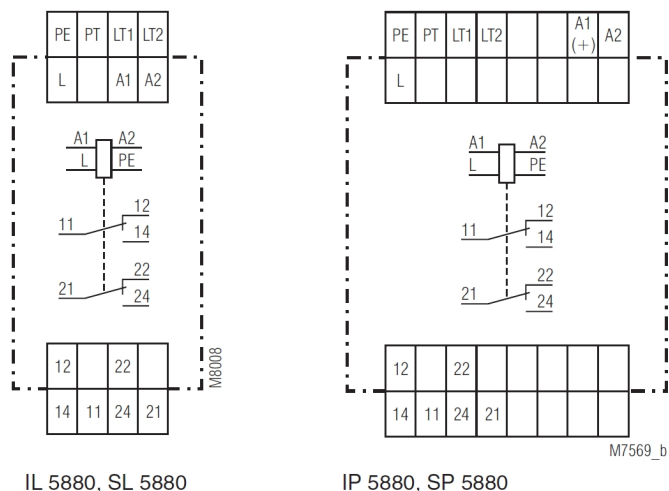 PE PT LT1 LT2
L A1 A2
A1 A2
L PE
11 12
14
21 22
24
12 22
14 11 24 21
M8008
IL 5880, SL 5880
PE PT LT1 LT2 A1 (+) A2
L
A1 A2
L PE
11 12
14
21 22
24
12 22
14 11 24 21
M7569_b
IP 5880, SP 5880